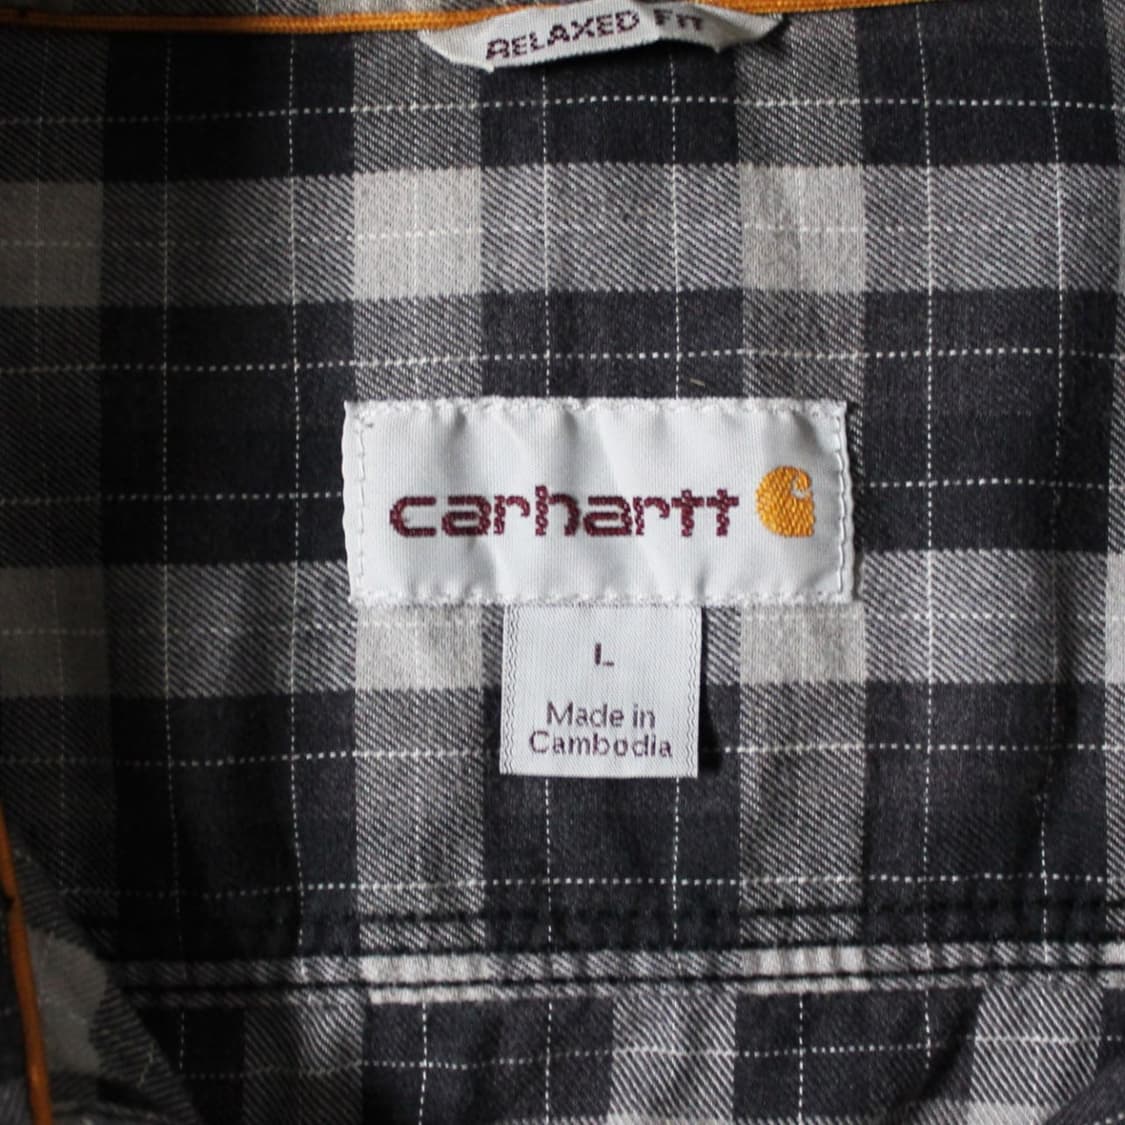 RELAXED FIT
carhartt
L
Made in
Cambodia